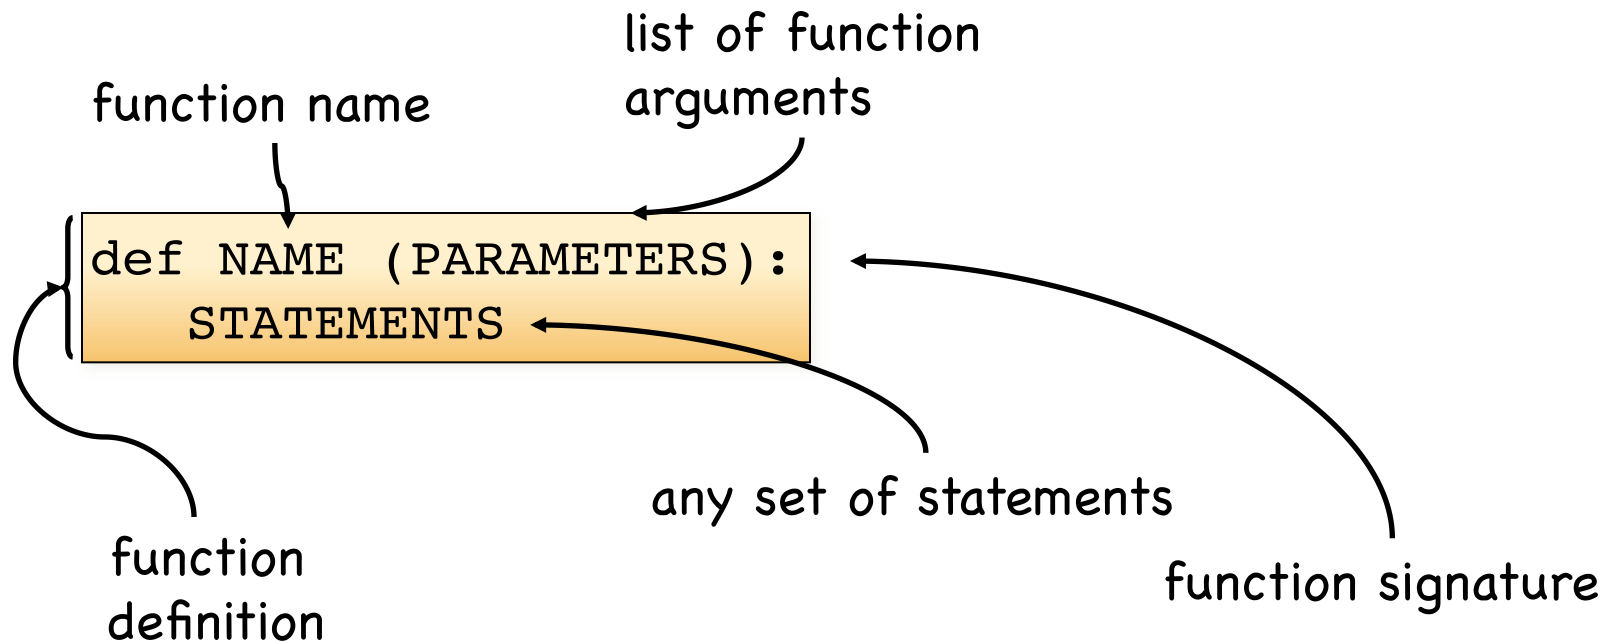 list of function
arguments
function name
def NAME (PARAMETERS):
STATEMENTS
any set of statements
function
definition
function signature